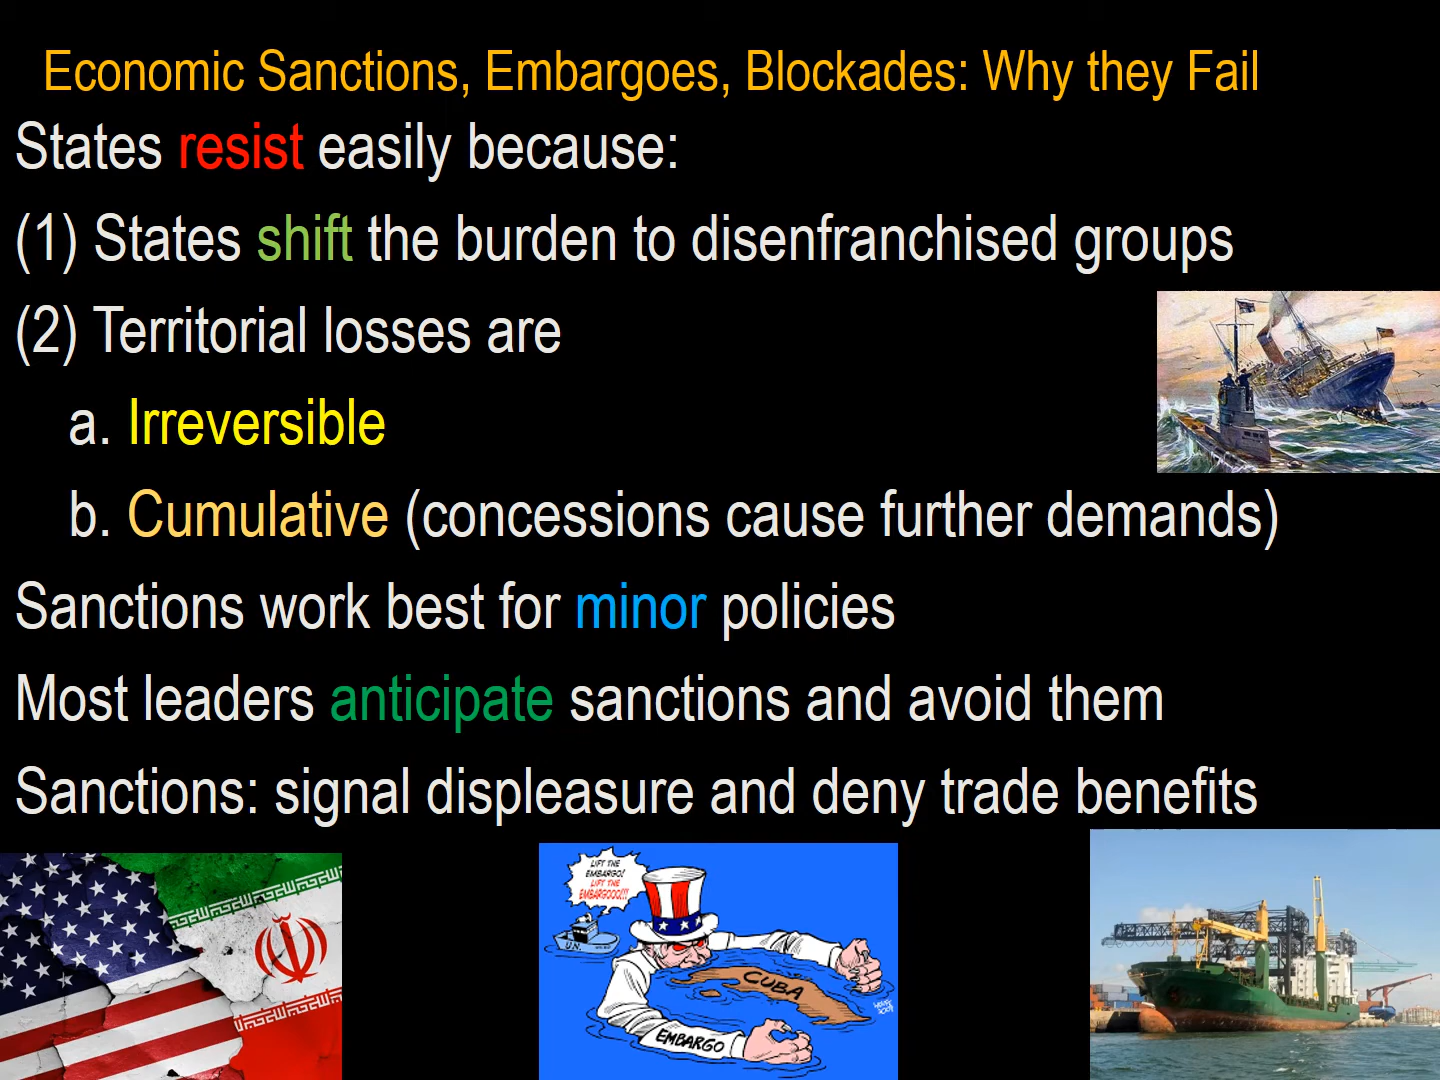 Economic Sanctions, Embargoes, Blockades: Why they Fail
States resist easily because:
(1) States shift the burden to disenfranchised groups
(2) Territorial losses are
a. Irreversible
b. Cumulative (concessions cause further demands)
Sanctions work best for minor policies
Most leaders anticipate sanctions and avoid them
Sanctions: signal displeasure and deny trade benefits
LIFT THE
EMBARGO!
LIFT THE
EMBARGOOO!!!
U.N.
CUBA
EMBARGO